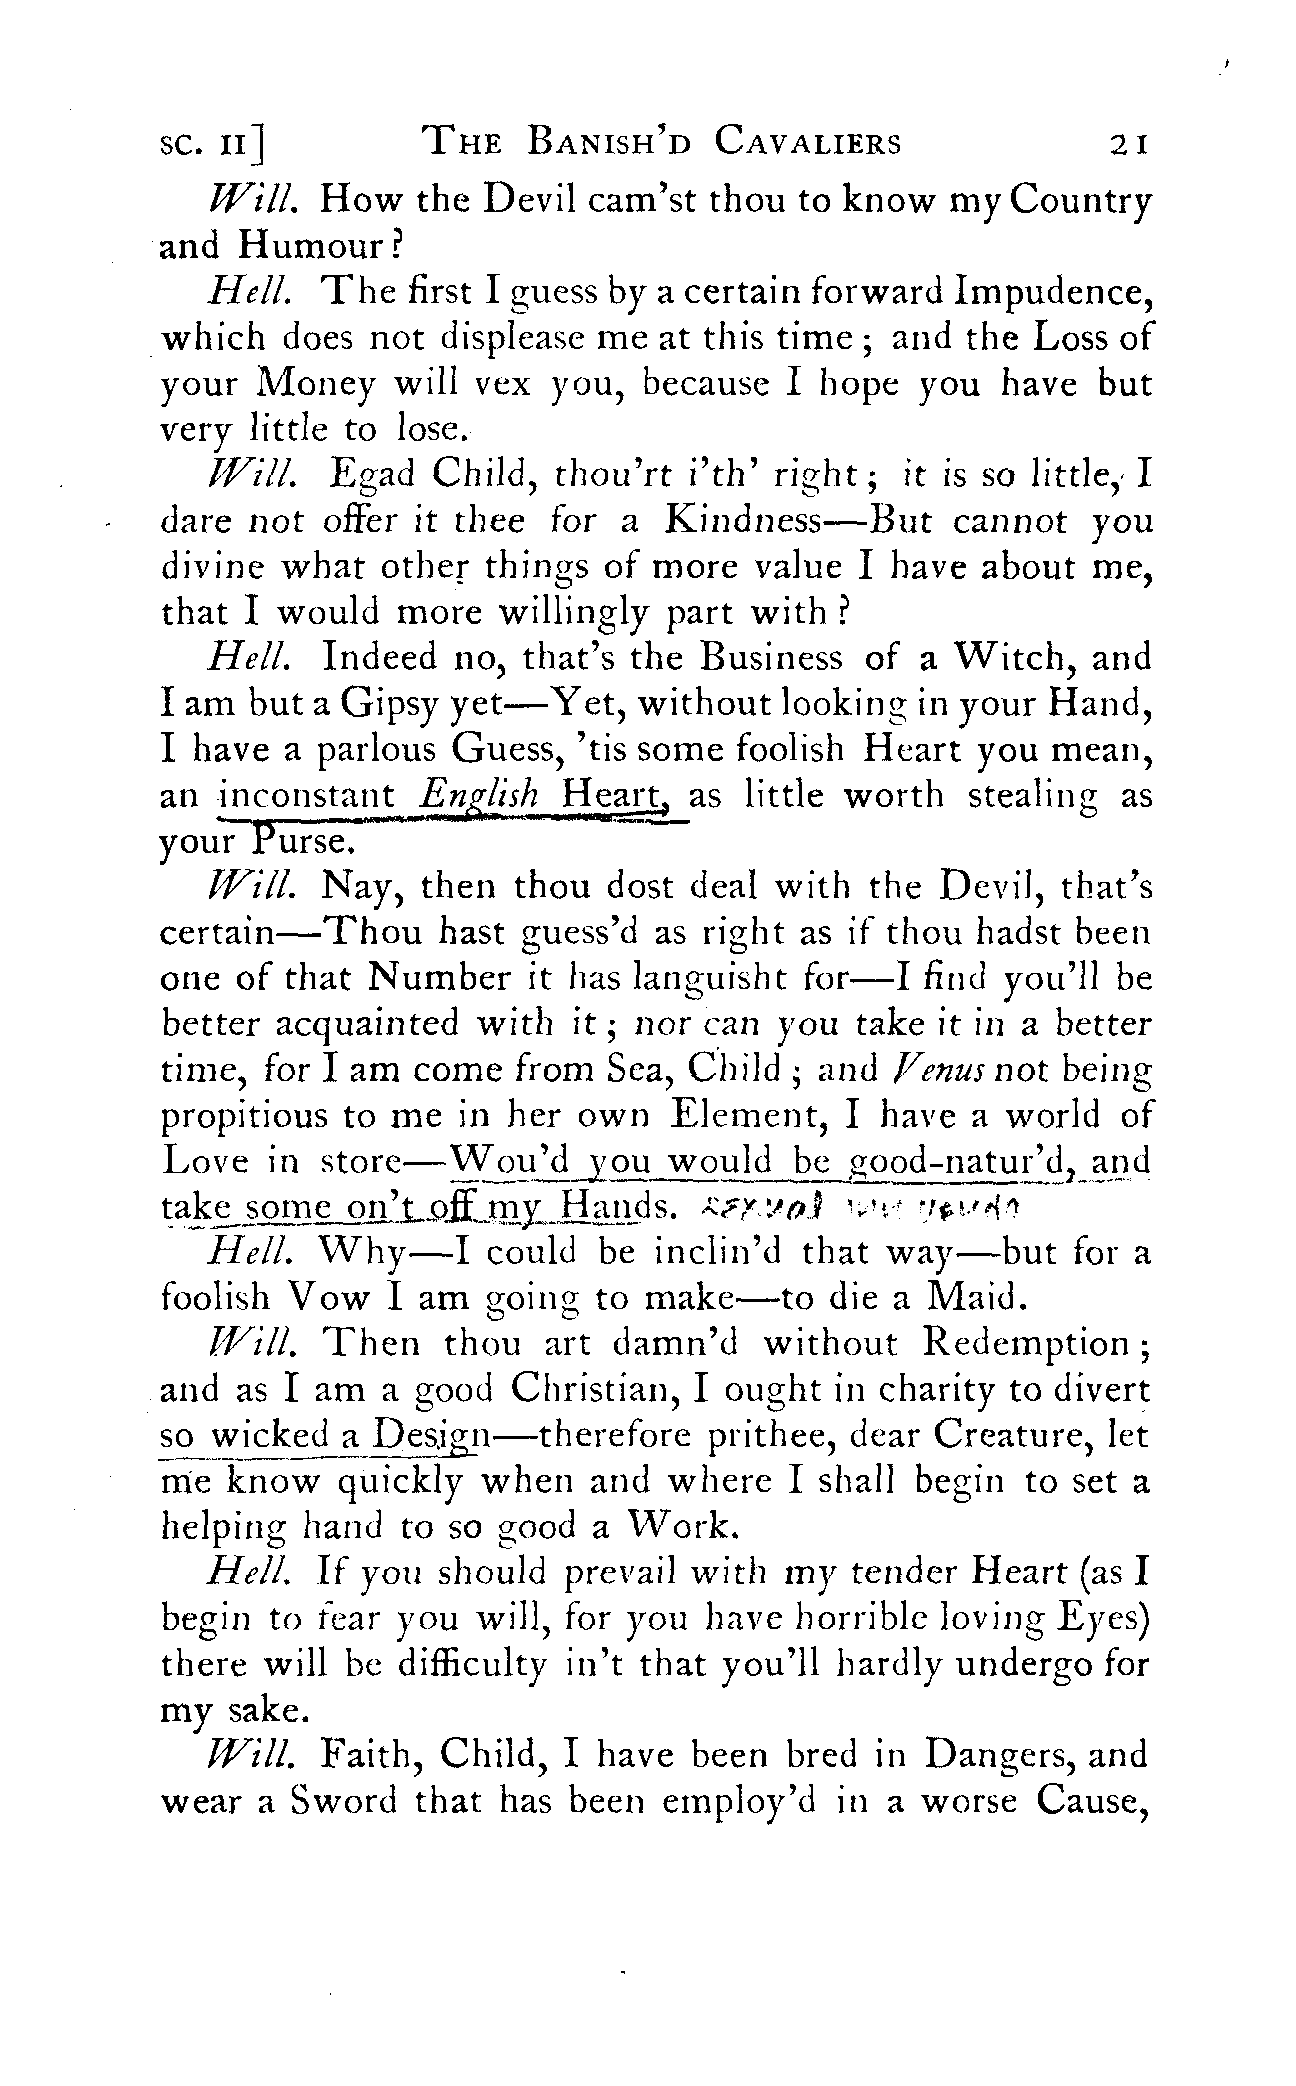 SC. II] THE BANISH'D CAVALIERS 21
Will. How the Devil cam'st thou to know my Country
and Humour?
Hell. The first I guess by a certain forward Impudence,
which does not displease me at this time; and the Loss of
your Money will vex you, because I hope you have but
very little to lose.
Will. Egad Child, thou'rt i'th' right; it is so little, I
dare not offer it thee for a Kindness—But cannot you
divine what other things of more value I have about me,
that I would more willingly part with?
Hell. Indeed no, that's the Business of a Witch, and
I am but a Gipsy yet—Yet, without looking in your Hand,
I have a parlous Guess, 'tis some foolish Heart you mean,
an inconstant English Heart, as little worth stealing as
your Purse.
Will. Nay, then thou dost deal with the Devil, that's
certain—Thou hast guess'd as right as if thou hadst been
one of that Number it has languisht for—I find you'll be
better acquainted with it; nor can you take it in a better
time, for I am come from Sea, Child; and Venus not being
propitious to me in her own Element, I have a world of
Love in store—Wou'd you would be good-natur'd, and
take some on't off my Hands.
Hell. Why—I could be inclin'd that way—but for a
foolish Vow I am going to make—to die a Maid.
Will. Then thou art damn'd without Redemption;
and as I am a good Christian, I ought in charity to divert
so wicked a Design—therefore prithee, dear Creature, let
me know quickly when and where I shall begin to set a
helping hand to so good a Work.
Hell. If you should prevail with my tender Heart (as I
begin to fear you will, for you have horrible loving Eyes)
there will be difficulty in't that you'll hardly undergo for
my sake.
Will. Faith, Child, I have been bred in Dangers, and
wear a Sword that has been employ'd in a worse Cause,